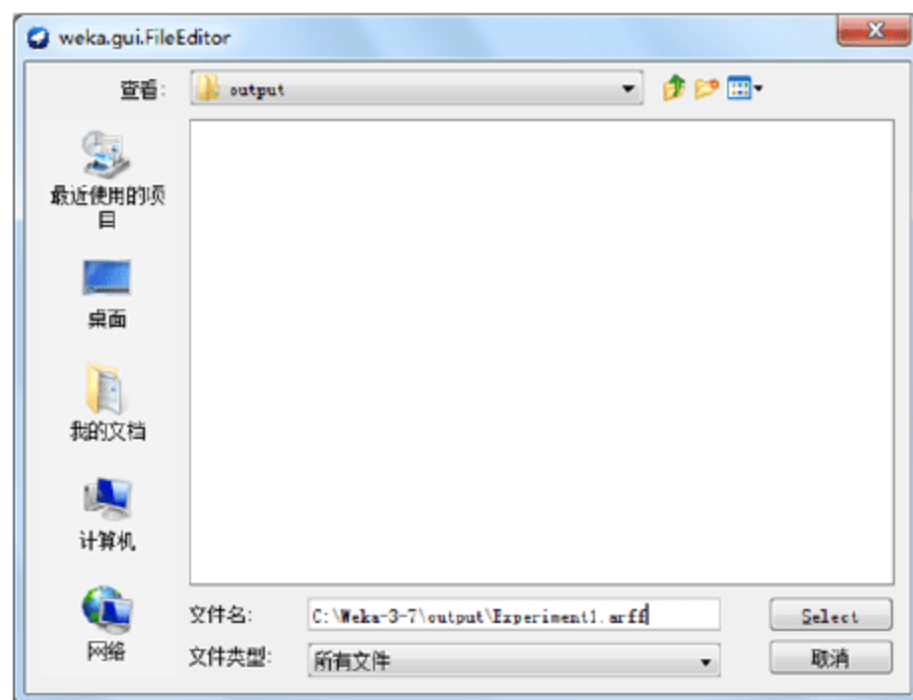 weka.gui.FileEditor
查看:
output
最近使用的项
目
桌面
我的文档
计算机
网络
文件名:
C:\Weka-3-7\output\Experiment1.arff
Select
文件类型:
所有文件
取消